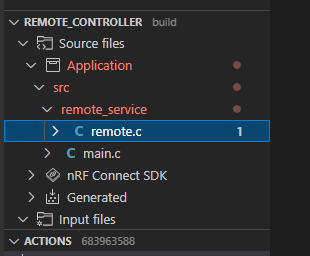 REMOTE_CONTROLLER build
Source files
Application
src
remote_service
C remote.c 1
C main.c
nRF Connect SDK
Generated
Input files
ACTIONS 683963588